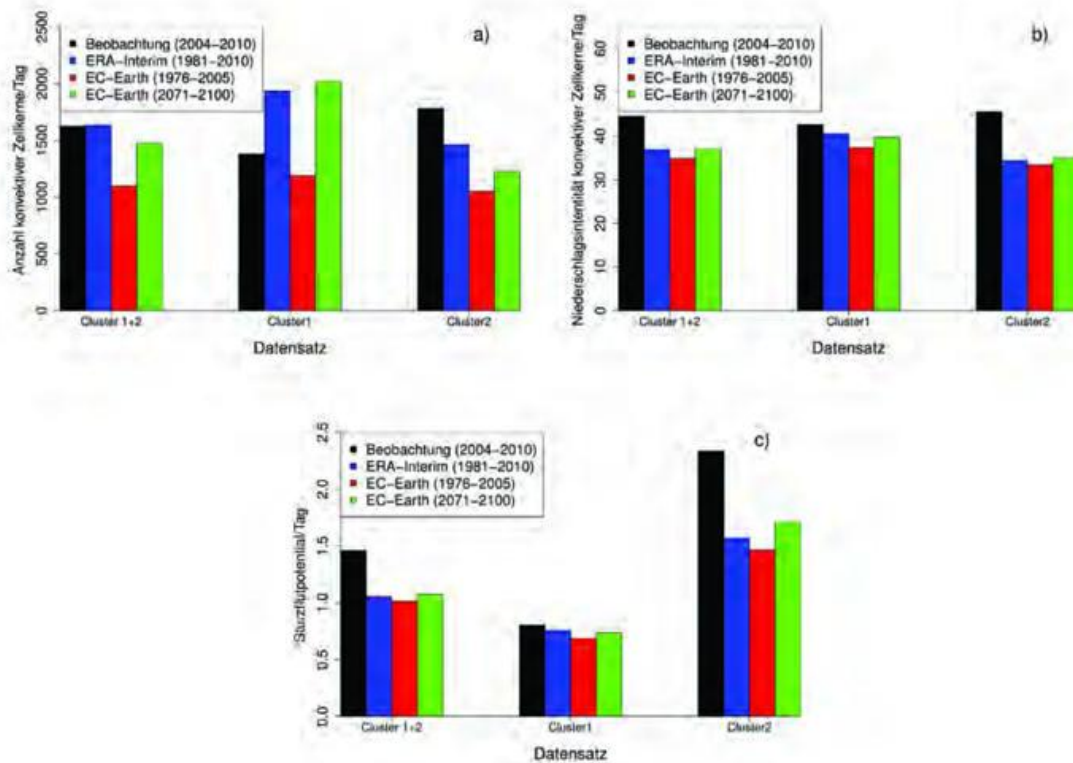 a)
Beobachtung (2004-2010)
ERA-Interim (1981-2010)
EC-Earth (1976-2005)
EC-Earth (2071-2100)
Anzahl konvektiver Zellkerne/Tag
0
500
1000
1500
2000
2500
Cluster 1+2
Cluster1
Cluster2
Datensatz
b)
Beobachtung (2004-2010)
ERA-Interim (1981-2010)
EC-Earth (1976-2005)
EC-Earth (2071-2100)
Niederschlagsintentität konvektiver Zellkerne/Tag
0
10
20
30
40
50
60
Cluster 1+2
Cluster1
Cluster2
Datensatz
c)
Beobachtung (2004-2010)
ERA-Interim (1981-2010)
EC-Earth (1976-2005)
EC-Earth (2071-2100)
Sturzflutpotential/Tag
0.0
0.5
1.0
1.5
2.0
2.5
Cluster 1+2
Cluster1
Cluster2
Datensatz